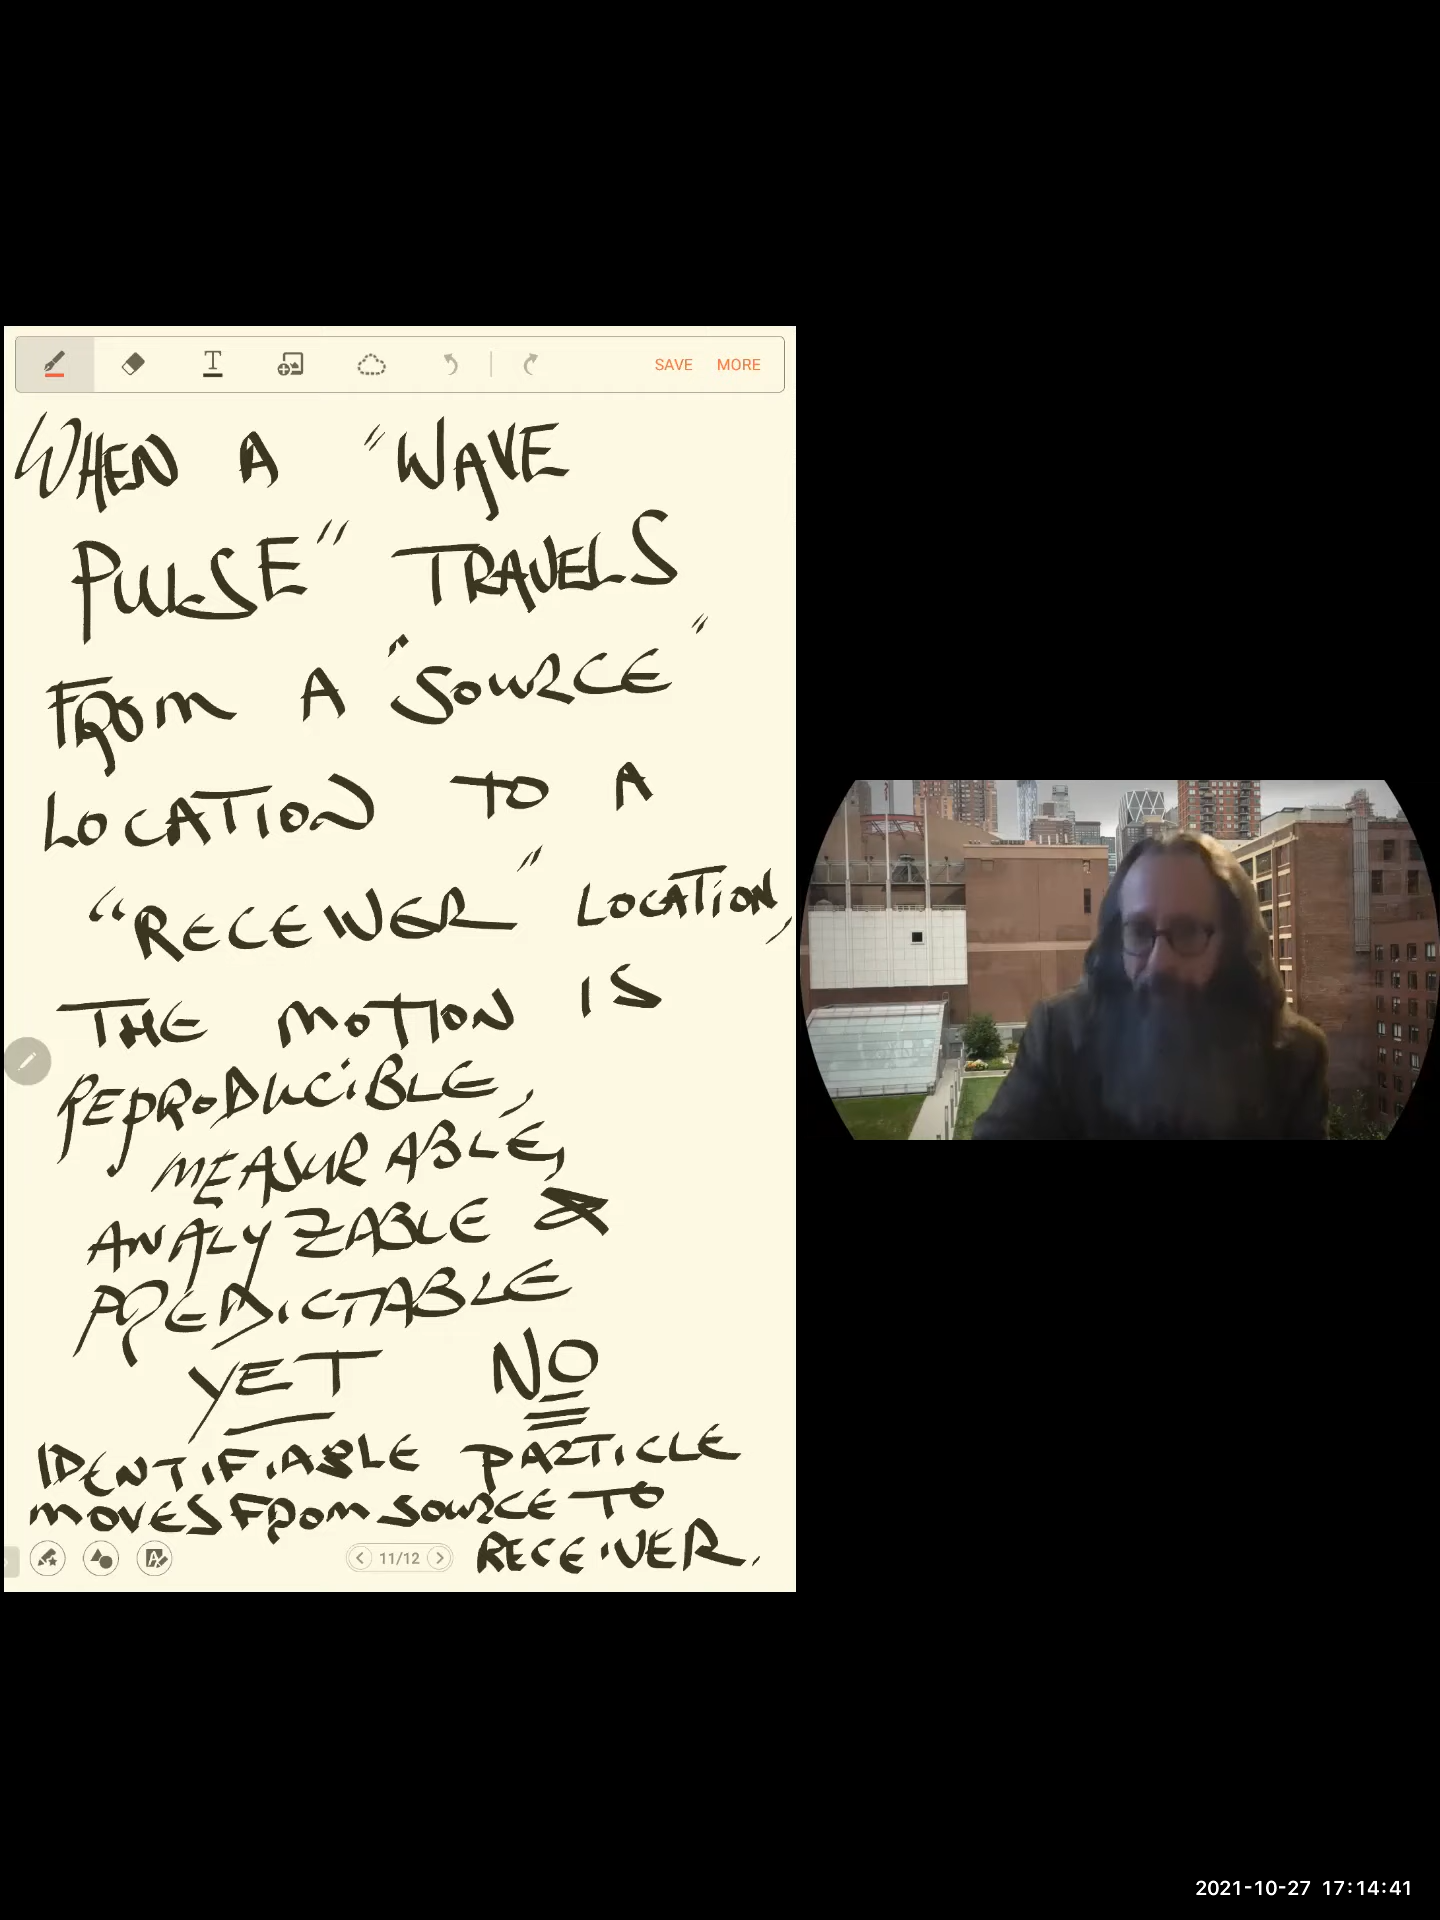 SAVE MORE
WHEN A "WAVE
PULSE" TRAVELS
FROM A "SOURCE"
LOCATION TO A
"RECEIVER" LOCATION,
THE MOTION IS
REPRODUCIBLE,
MEASURABLE,
ANALYZABLE &
PREDICTABLE
YET NO
IDENTIFIABLE PARTICLE
MOVES FROM SOURCE TO
RECEIVER.
11/12
2021-10-27 17:14:41